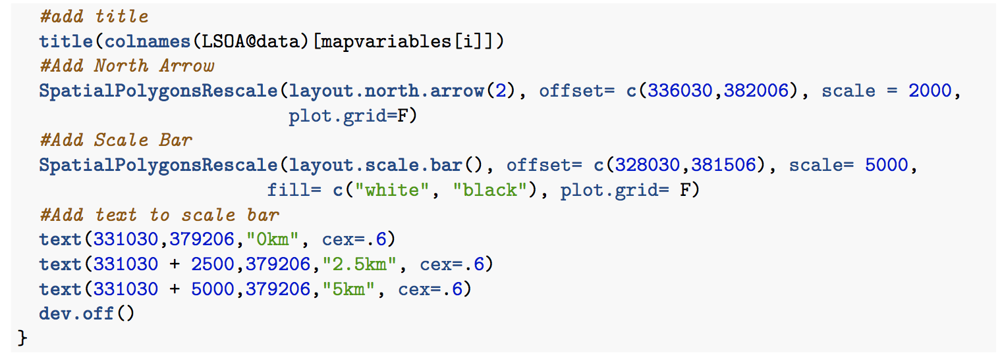 #add title
title(colnames(LSOA@data)[mapvariables[i]])
#Add North Arrow
SpatialPolygonsRescale(layout.north.arrow(2), offset= c(336030,382006), scale = 2000,
plot.grid=F)
#Add Scale Bar
SpatialPolygonsRescale(layout.scale.bar(), offset= c(328030,381506), scale= 5000,
fill= c("white", "black"), plot.grid= F)
#Add text to scale bar
text(331030,379206,"0km", cex=.6)
text(331030 + 2500,379206,"2.5km", cex=.6)
text(331030 + 5000,379206,"5km", cex=.6)
dev.off()
}